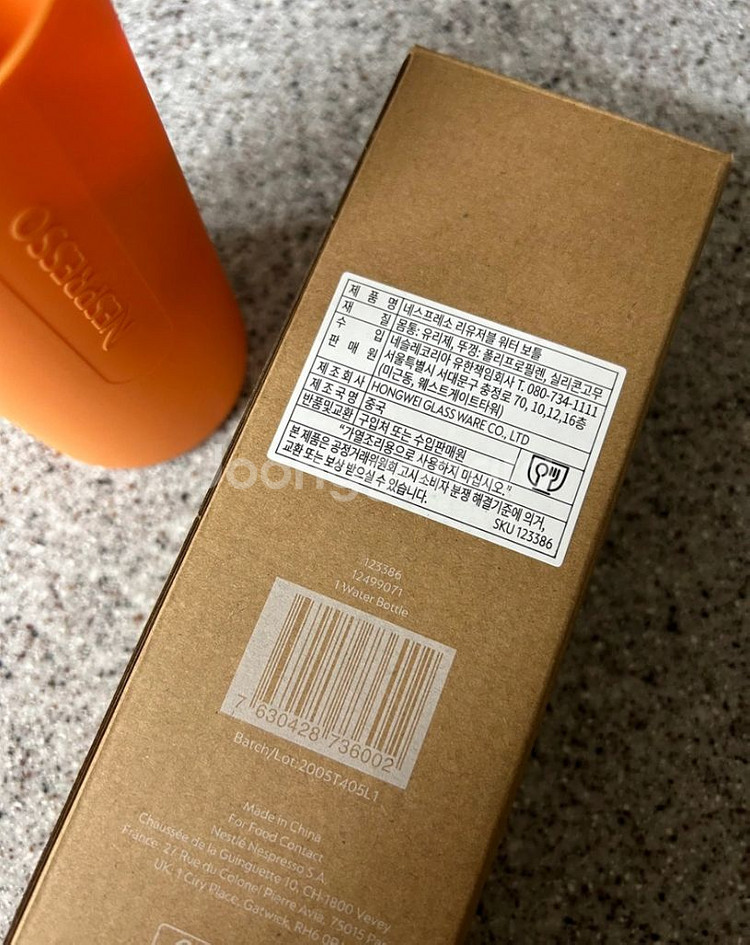 NESPRESSO
제품명 네스프레소 리유저블 워터 보틀
재질 몸통: 유리제, 뚜껑: 폴리프로필렌, 실리콘고무
수입 판매원 네슬레코리아 유한책임회사 T. 080-734-1111
서울특별시 서대문구 충정로 70, 10,12,16층
(미근동, 웨스트게이트타워)
제조회사 HONGWEI GLASS WARE CO., LTD
제조국명 중국
반품및교환 구입처 또는 수입판매원
"가열조리용으로 사용하지 마십시오."
본 제품은 공정거래위원회 고시 소비자 분쟁 해결기준에 의거,
교환 또는 보상 받으실 수 있습니다.
SKU 123386
123386
12499071
1 Water Bottle
7 630428 736002
Barch/Lot: 2005T405L1
Made in China
For Food Contact
Nestlé Nespresso S.A.
Chaussée de la Guinguette 10, CH-1800 Vevey
France: 27 Rue du Colonel Pierre Avia, 75015
UK: 1 City Place, Gatwick, RH6